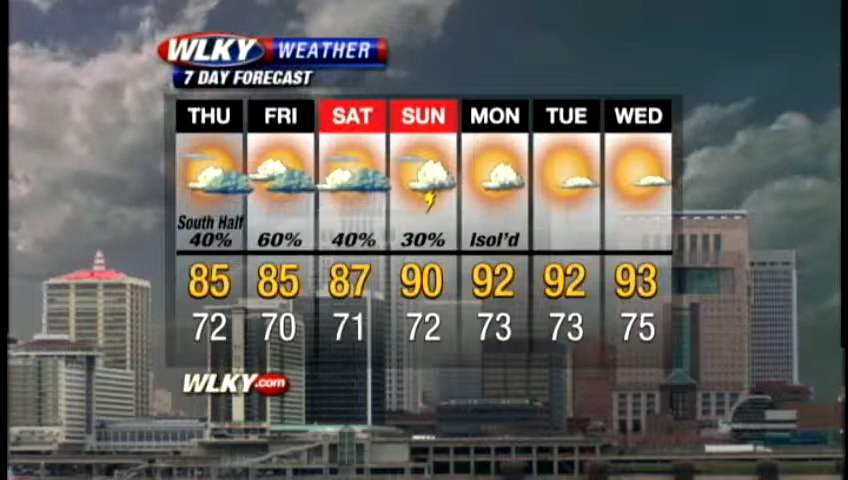 WLKY WEATHER
7 DAY FORECAST
THU FRI SAT SUN MON TUE WED
South Half
40% 60% 40% 30% Isol'd
85 85 87 90 92 92 93
72 70 71 72 73 73 75
WLKY.com